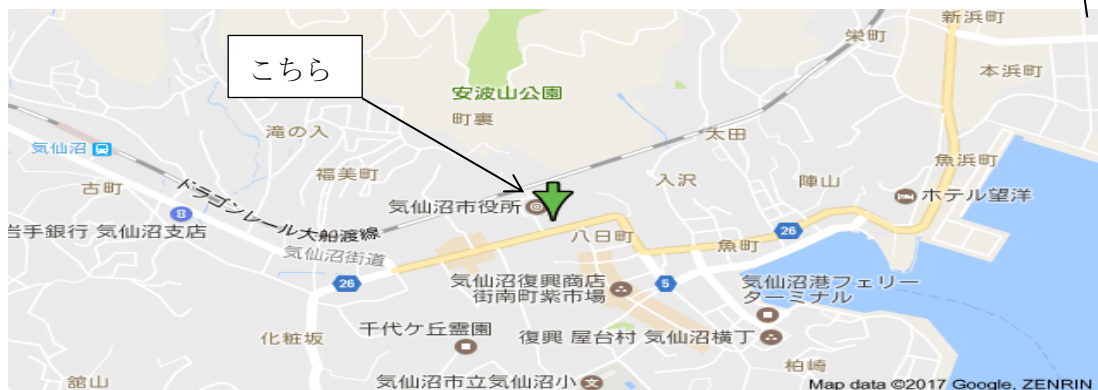 こちら
新浜町
栄町
本浜町
安波山公園
町裏
滝の入
太田
気仙沼
魚浜町
福美町
入沢
陣山
古町
ドラゴンレール大船渡線
気仙沼市役所
ホテル望洋
岩手銀行 気仙沼支店
八日町
26
気仙沼街道
魚町
26
気仙沼復興商店
街南町紫市場
5
気仙沼港フェリー
ターミナル
化粧坂
千代ケ丘霊園
復興 屋台村 気仙沼横丁
柏崎
舘山
気仙沼市立気仙沼小
Map data ©2017 Google, ZENRIN